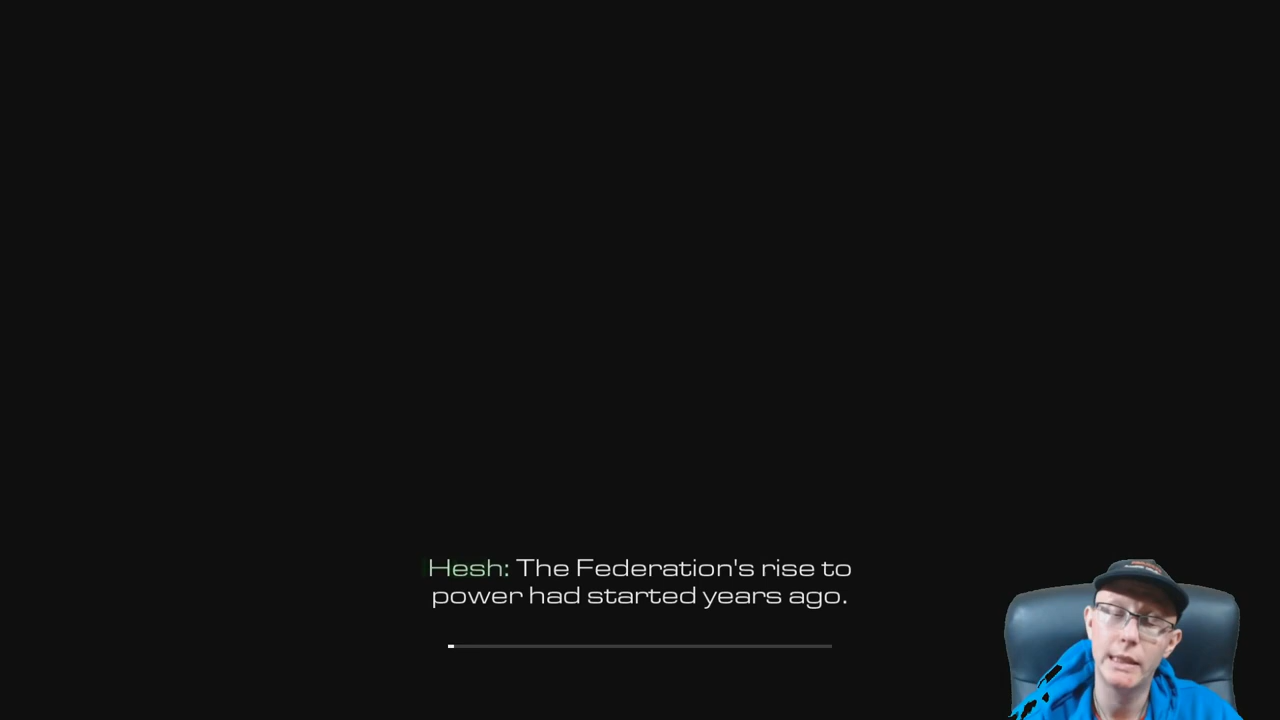 Hesh: The Federation's rise to
power had started years ago.